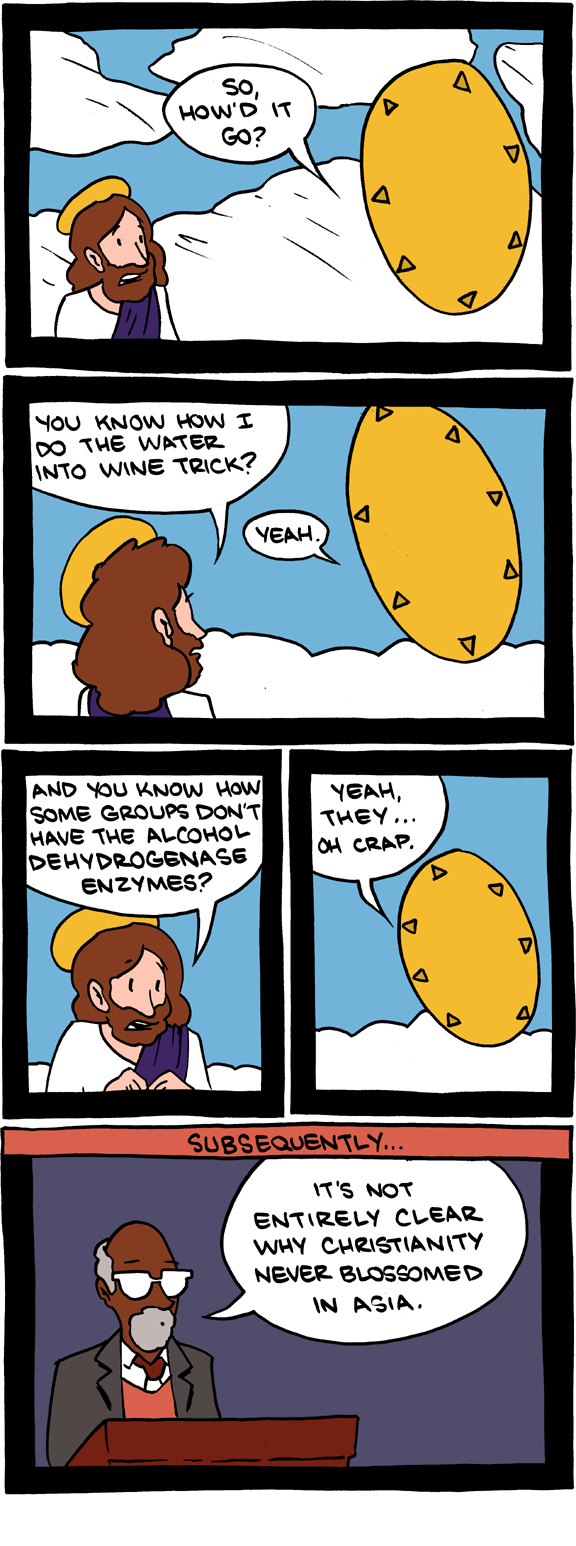 SO,
HOW'D IT
GO?
YOU KNOW HOW I
DO THE WATER
INTO WINE TRICK?
YEAH.
AND YOU KNOW HOW
SOME GROUPS DON'T
HAVE THE ALCOHOL
DEHYDROGENASE
ENZYMES?
YEAH,
THEY...
OH CRAP.
SUBSEQUENTLY...
IT'S NOT
ENTIRELY CLEAR
WHY CHRISTIANITY
NEVER BLOSSOMED
IN ASIA.